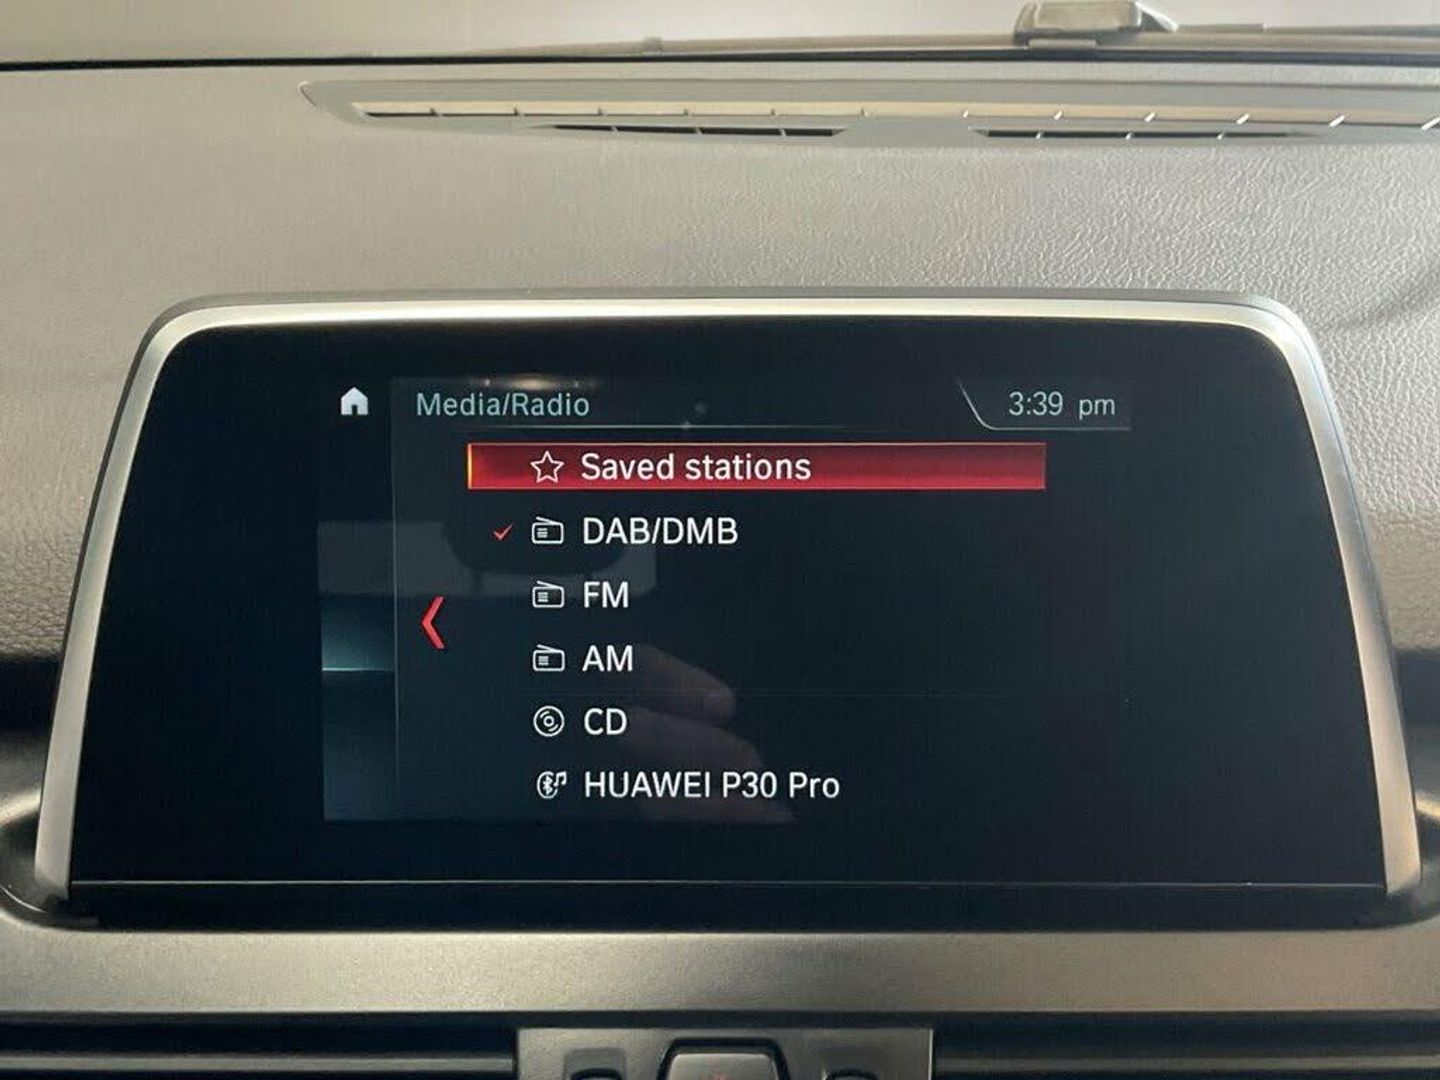 Media/Radio
3:39 pm
Saved stations
DAB/DMB
FM
AM
CD
HUAWEI P30 Pro